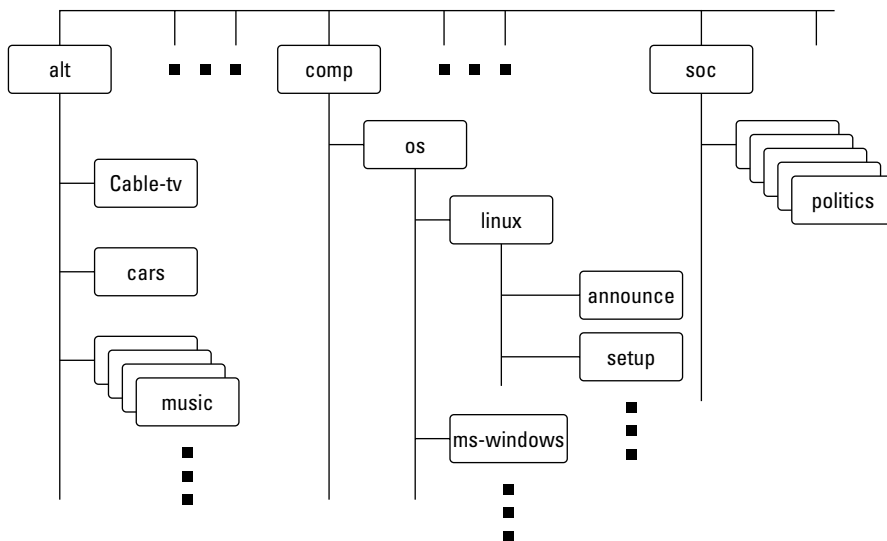 alt
comp
soc
os
Cable-tv
linux
politics
cars
announce
setup
music
ms-windows